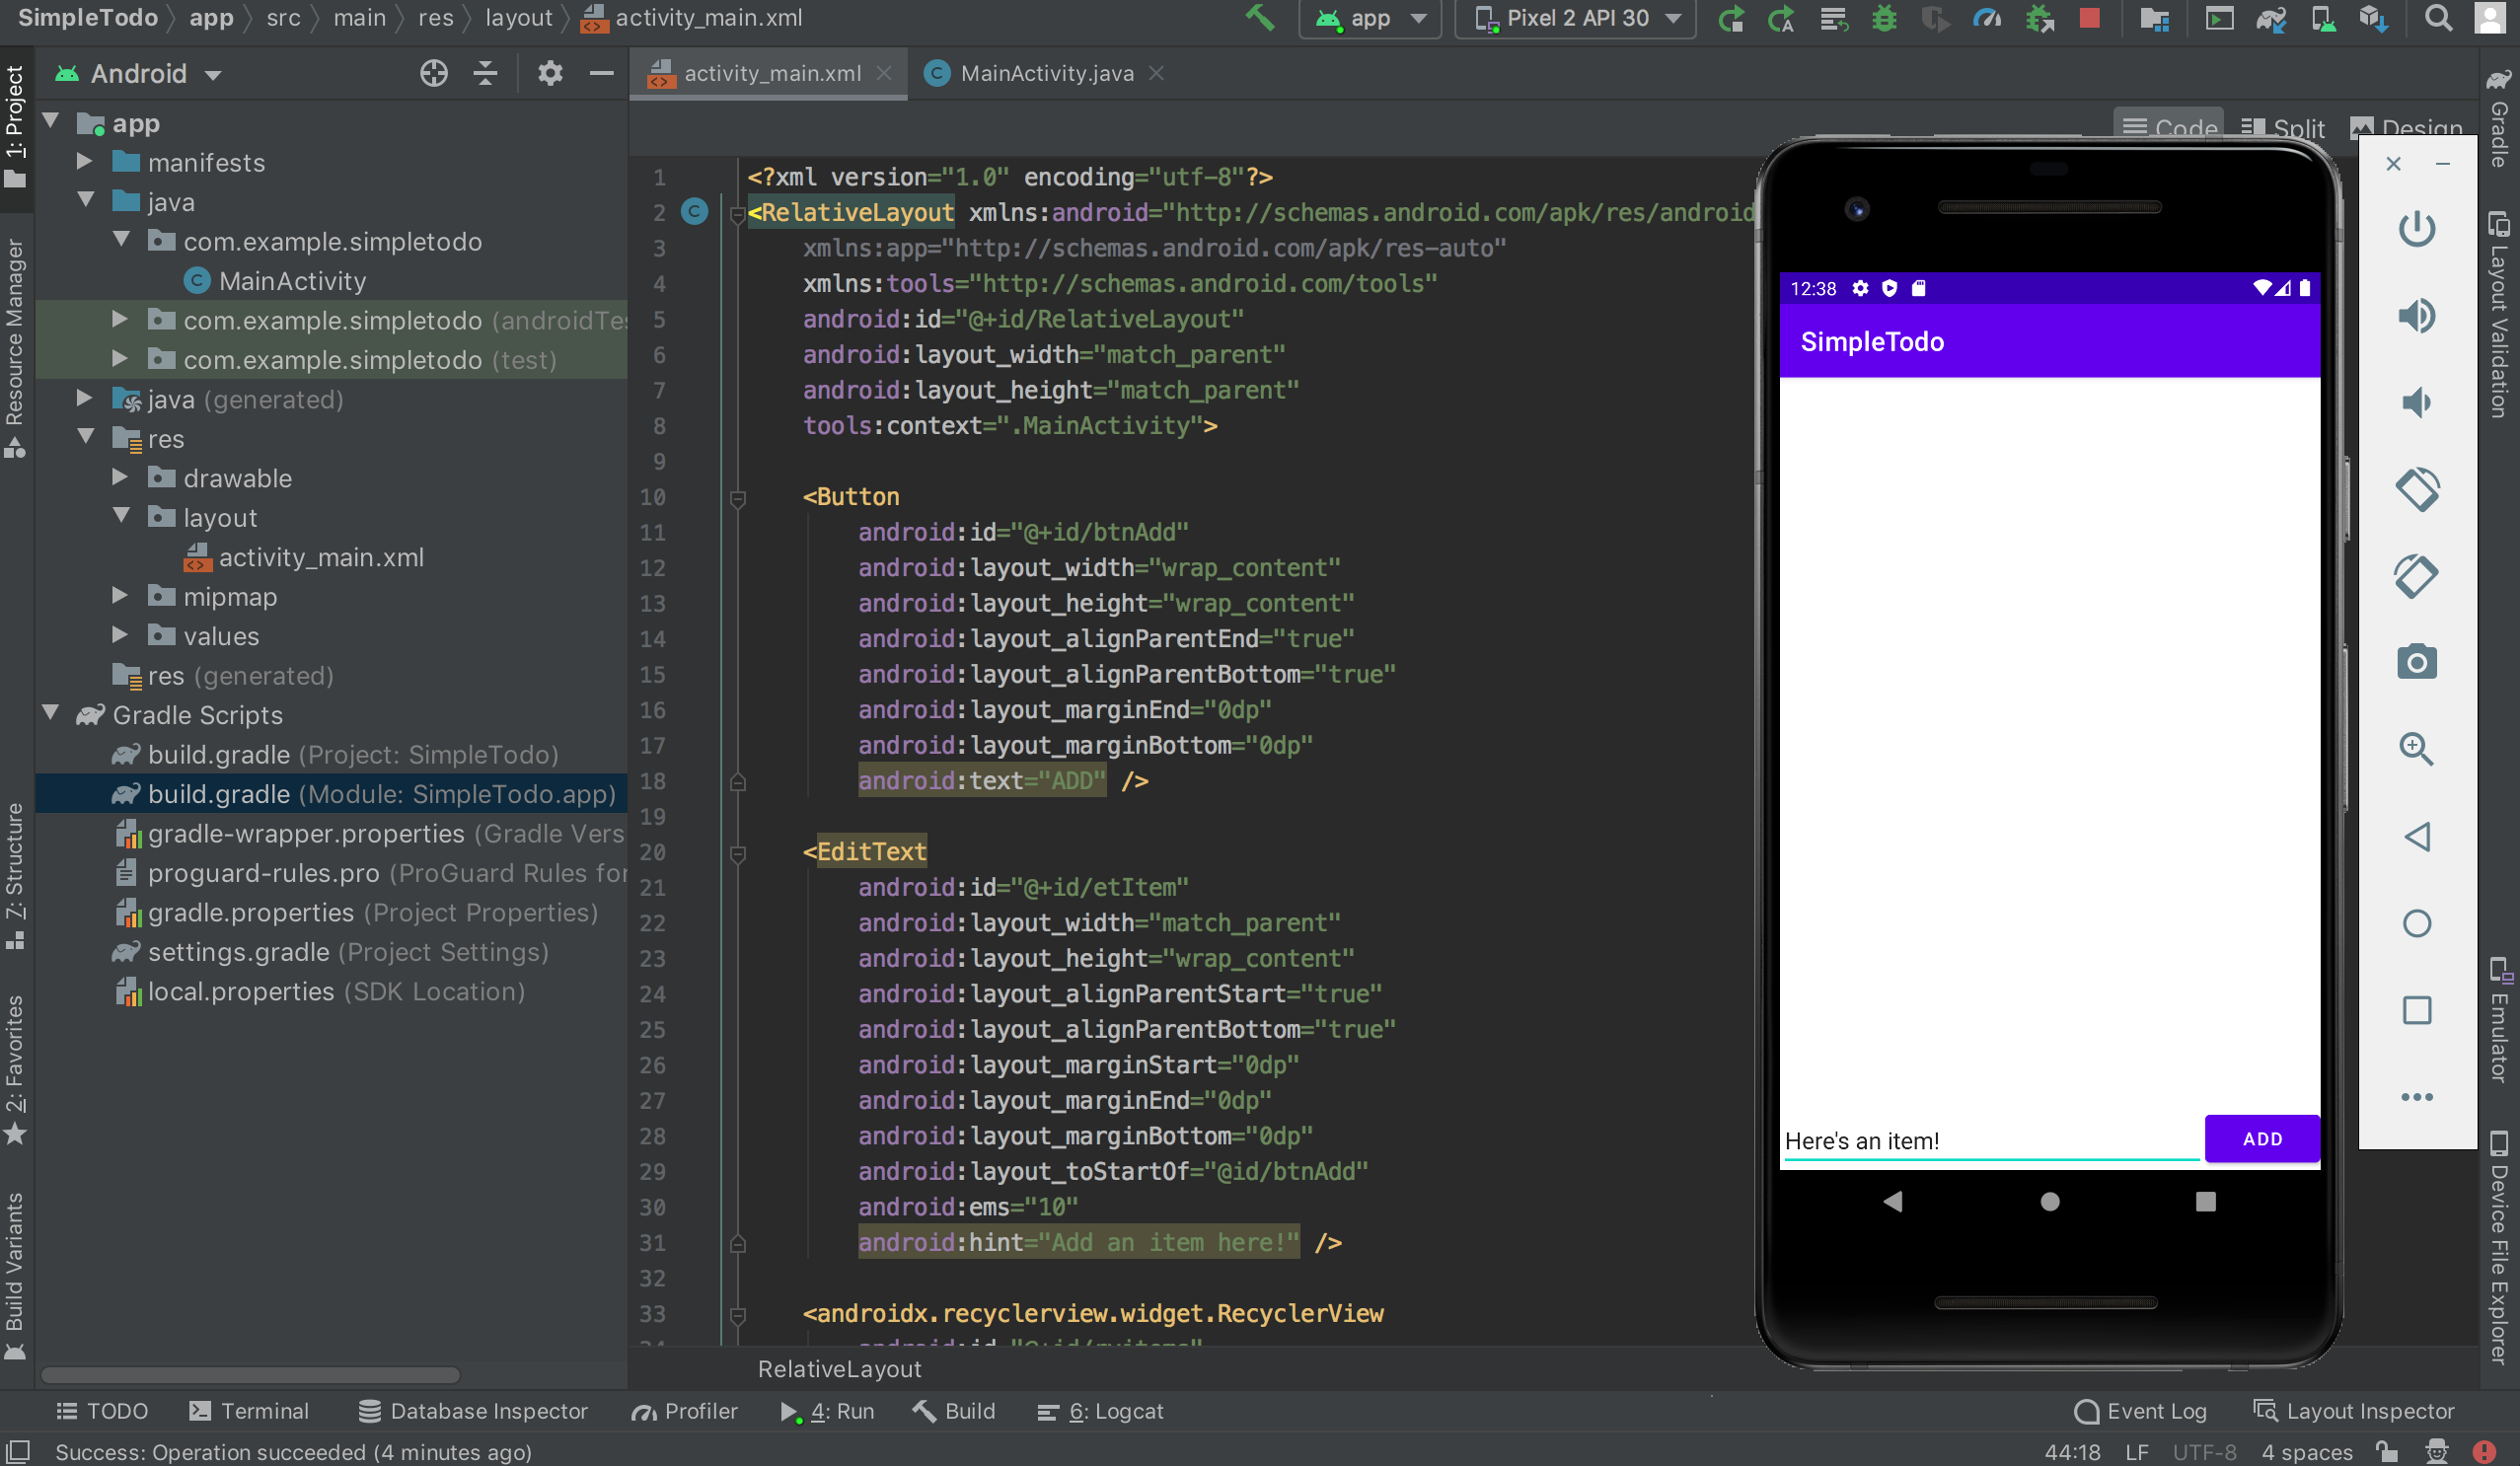 SimpleTodo app src main res layout activity_main.xml
app Pixel 2 API 30
Android
activity_main.xml MainActivity.java
Code Split Design
1: Project
Resource Manager
7: Structure
2: Favorites
Build Variants
app
manifests
java
com.example.simpletodo
MainActivity
com.example.simpletodo (androidTes
com.example.simpletodo (test)
java (generated)
res
drawable
layout
activity_main.xml
mipmap
values
res (generated)
Gradle Scripts
build.gradle (Project: SimpleTodo)
build.gradle (Module: SimpleTodo.app)
gradle-wrapper.properties (Gradle Vers
proguard-rules.pro (ProGuard Rules for
gradle.properties (Project Properties)
settings.gradle (Project Settings)
local.properties (SDK Location)
1 <?xml version="1.0" encoding="utf-8"?>
2 <RelativeLayout xmlns:android="http://schemas.android.com/apk/res/android
3 xmlns:app="http://schemas.android.com/apk/res-auto"
4 xmlns:tools="http://schemas.android.com/tools"
5 android:id="@+id/RelativeLayout"
6 android:layout_width="match_parent"
7 android:layout_height="match_parent"
8 tools:context=".MainActivity">
9
10 <Button
11 android:id="@+id/btnAdd"
12 android:layout_width="wrap_content"
13 android:layout_height="wrap_content"
14 android:layout_alignParentEnd="true"
15 android:layout_alignParentBottom="true"
16 android:layout_marginEnd="0dp"
17 android:layout_marginBottom="0dp"
18 android:text="ADD" />
19
20 <EditText
21 android:id="@+id/etItem"
22 android:layout_width="match_parent"
23 android:layout_height="wrap_content"
24 android:layout_alignParentStart="true"
25 android:layout_alignParentBottom="true"
26 android:layout_marginStart="0dp"
27 android:layout_marginEnd="0dp"
28 android:layout_marginBottom="0dp"
29 android:layout_toStartOf="@id/btnAdd"
30 android:ems="10"
31 android:hint="Add an item here!" />
32
33 <androidx.recyclerview.widget.RecyclerView
RelativeLayout
12:38
SimpleTodo
Here's an item!
ADD
Gradle
Layout Validation
Emulator
Device File Explorer
TODO Terminal Database Inspector Profiler 4: Run Build 6: Logcat Event Log Layout Inspector
Success: Operation succeeded (4 minutes ago) 44:18 LF UTF-8 4 spaces